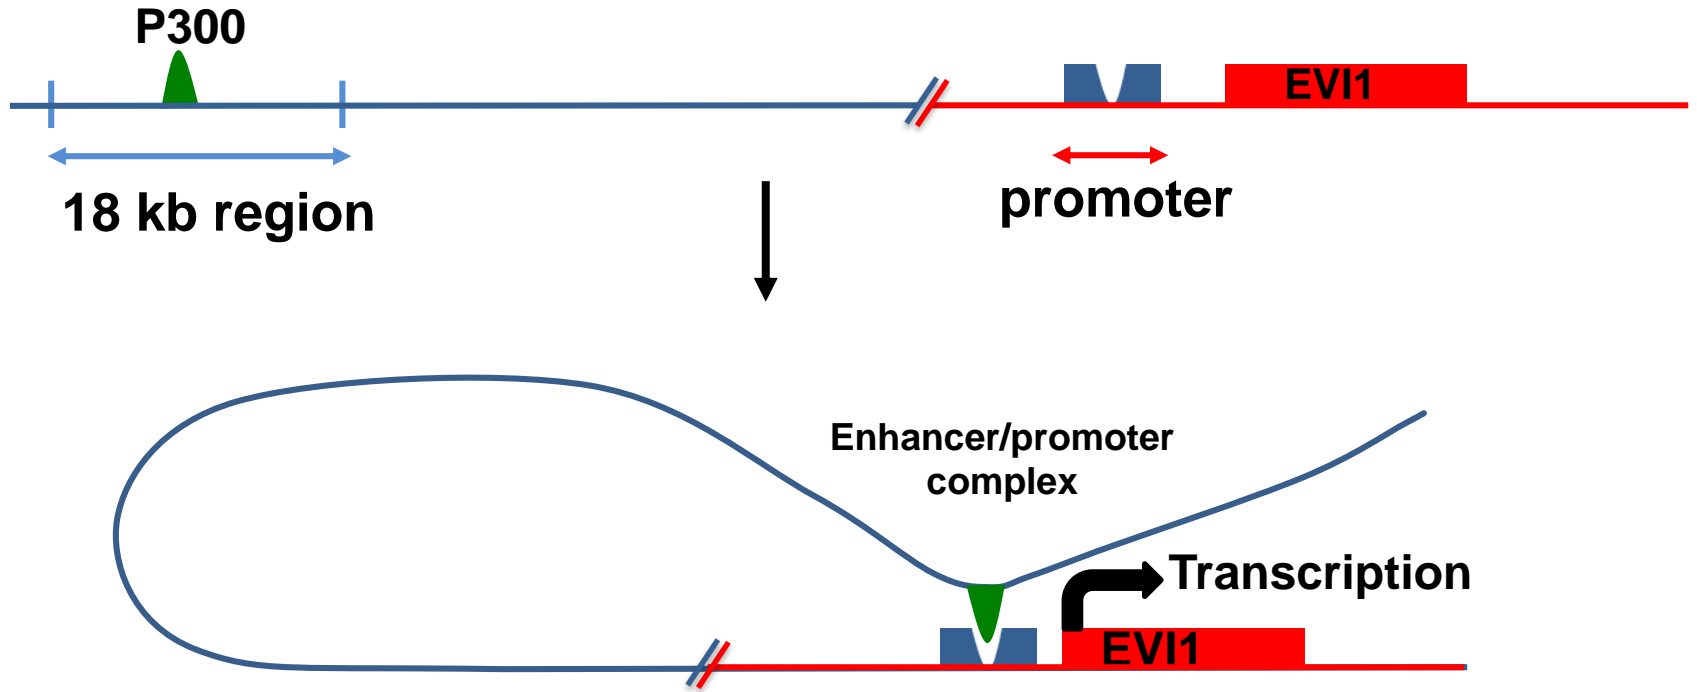 P300
EVI1
18 kb region
promoter
Enhancer/promoter
complex
Transcription
EVI1